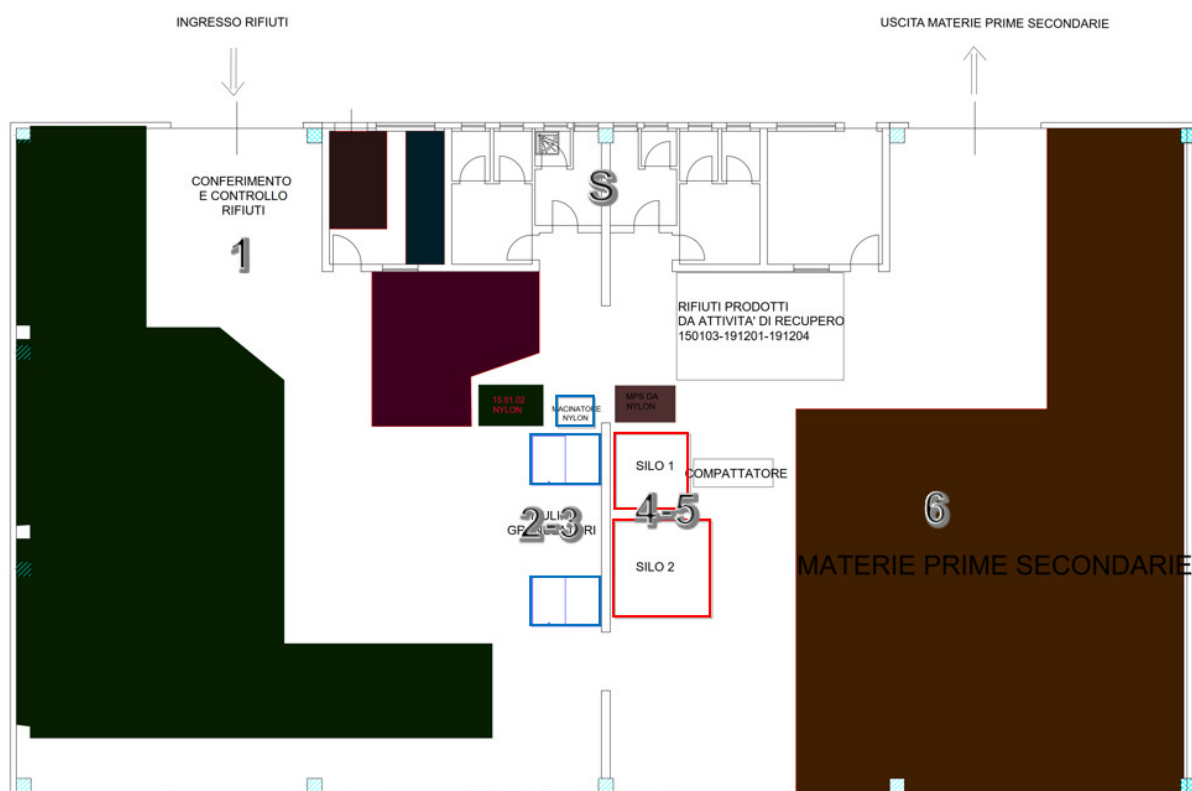 INGRESSO RIFIUTI
USCITA MATERIE PRIME SECONDARIE
CONFERIMENTO
E CONTROLLO
RIFIUTI
1
S
RIFIUTI PRODOTTI
DA ATTIVITA' DI RECUPERO
150103-191201-191204
15.01.02
NYLON
MACINATORE
NYLON
MPS DA
NYLON
SILO 1
COMPATTATORE
2-3
4-5
6
SILO 2
MATERIE PRIME SECONDARIE